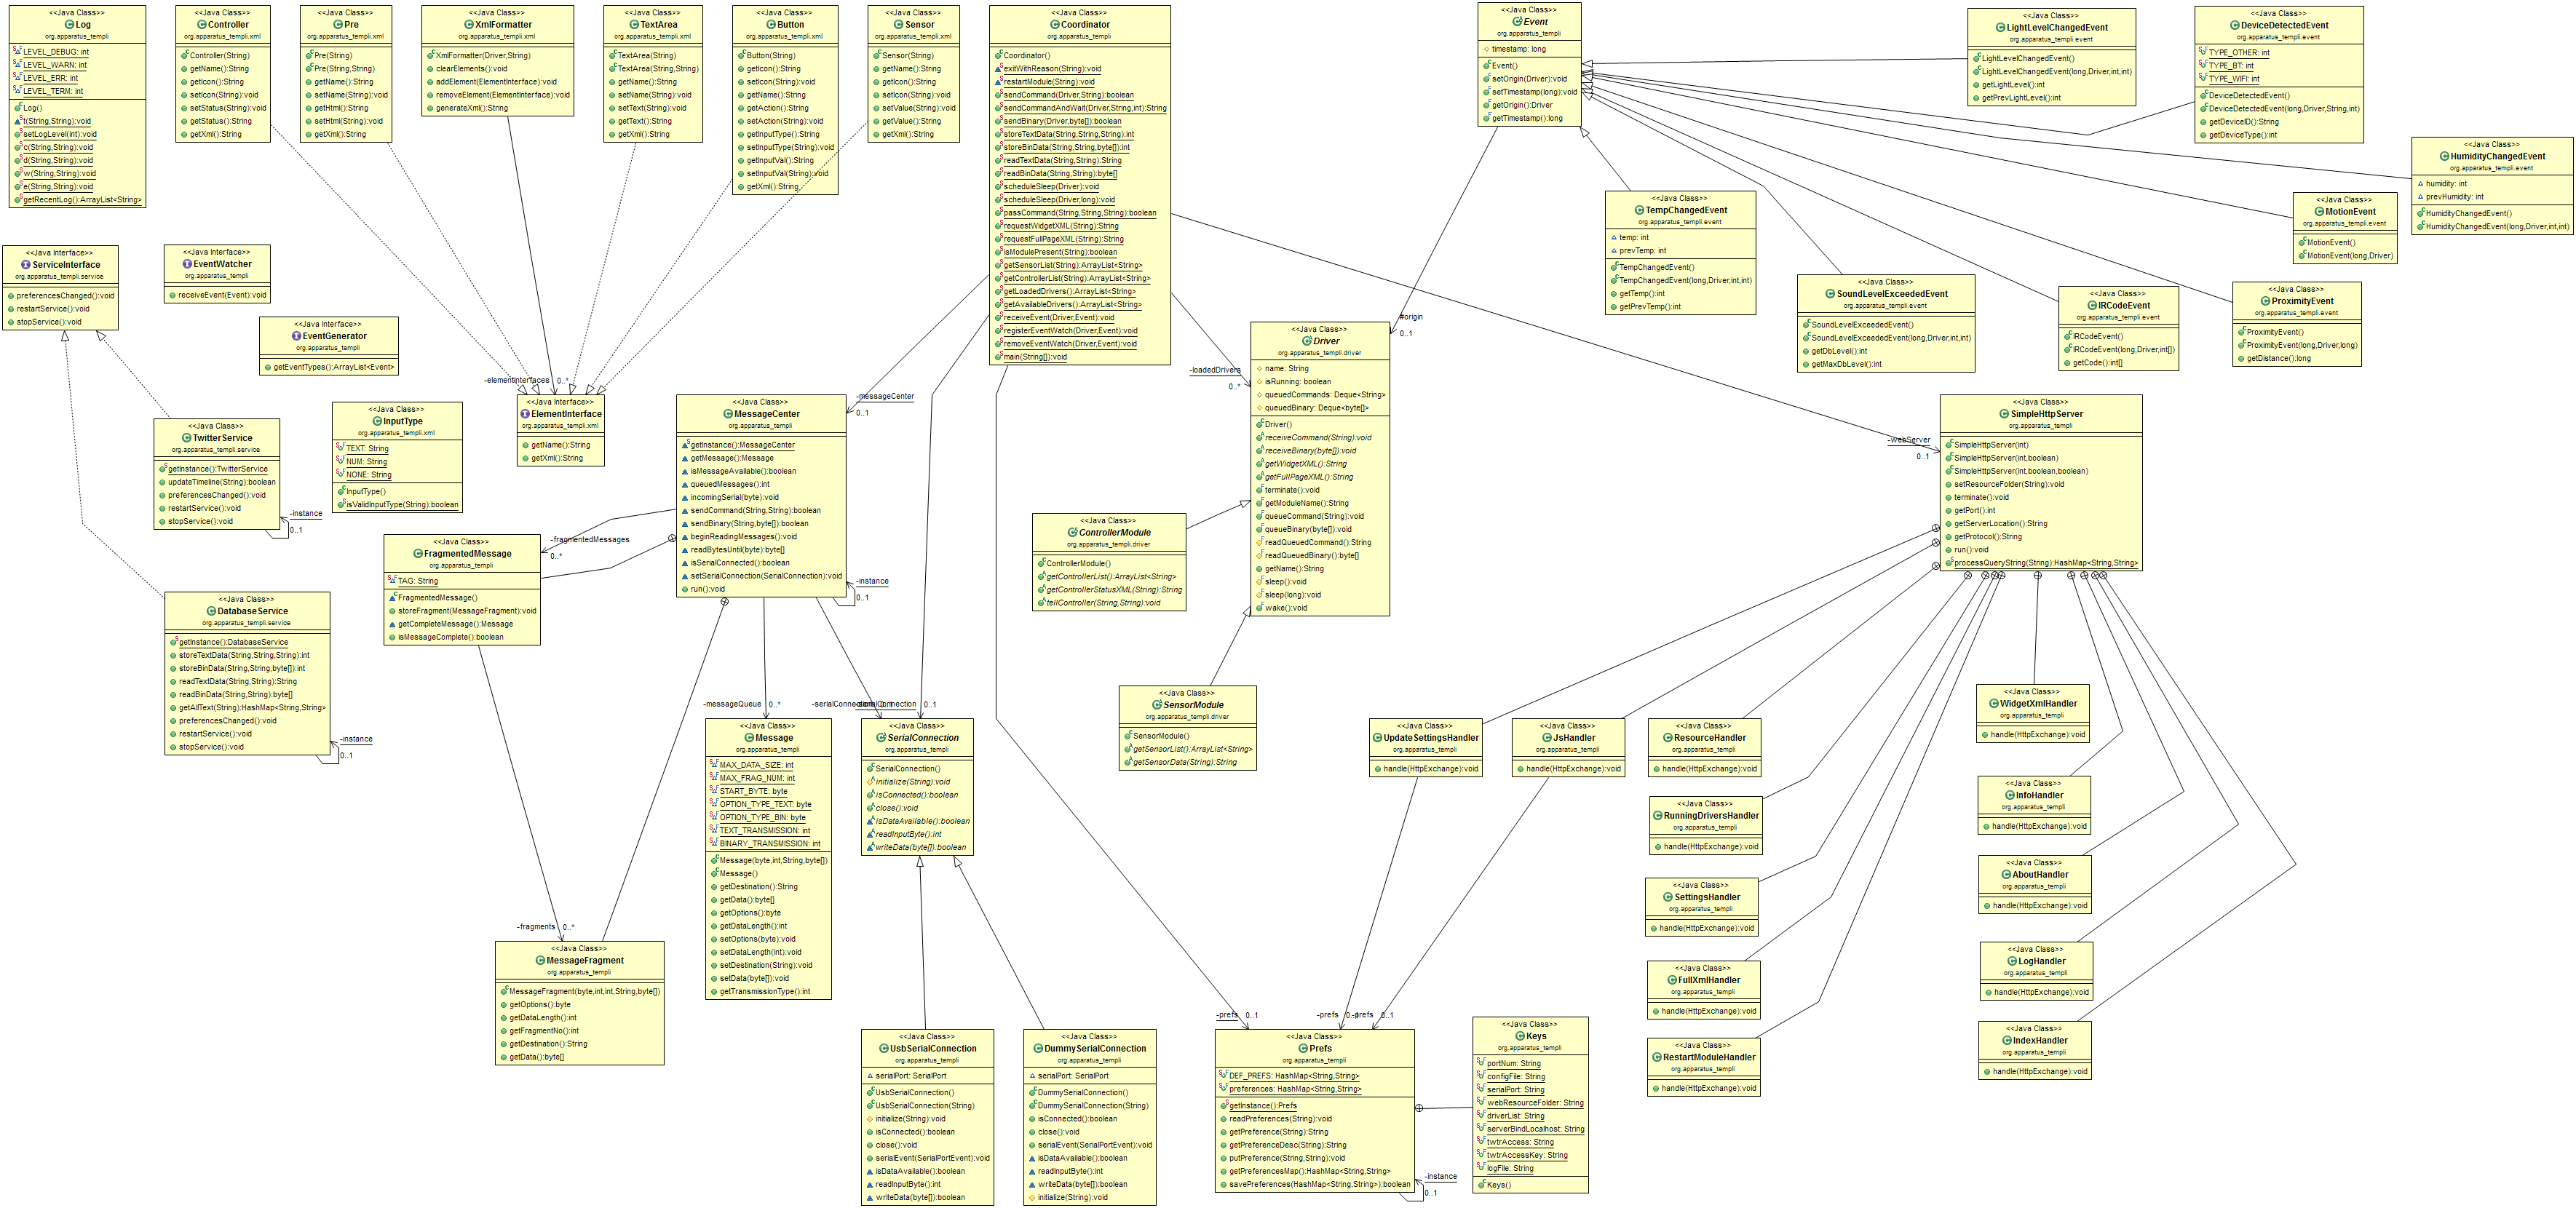 <<Java Class>>
Log
org.apparatus_templi
LEVEL_DEBUG: int
LEVEL_WARN: int
LEVEL_ERR: int
LEVEL_TERM: int
Log()
t(String,String):void
setLogLevel(int):void
c(String,String):void
d(String,String):void
w(String,String):void
e(String,String):void
getRecentLog():ArrayList<String>
<<Java Class>>
Controller
org.apparatus_templi.xml
Controller(String)
getName():String
getIcon():String
setIcon(String):void
setStatus(String):void
getStatus():String
getXml():String
<<Java Class>>
Pre
org.apparatus_templi.xml
Pre(String)
Pre(String,String)
getName():String
setName(String):void
getHtml():String
setHtml(String):void
getXml():String
<<Java Class>>
XmlFormatter
org.apparatus_templi.xml
XmlFormatter(Driver,String)
clearElements():void
addElement(ElementInterface):void
removeElement(ElementInterface):void
generateXml():String
<<Java Class>>
TextArea
org.apparatus_templi.xml
TextArea(String)
TextArea(String,String)
getName():String
setName(String):void
setText(String):void
getText():String
getXml():String
<<Java Class>>
Button
org.apparatus_templi.xml
Button(String)
getIcon():String
setIcon(String):void
getName():String
getAction():String
setAction(String):void
getInputType():String
setInputType(String):void
getInputVal():String
setInputVal(String):void
getXml():String
<<Java Class>>
Sensor
org.apparatus_templi.xml
Sensor(String)
getName():String
getIcon():String
setIcon(String):void
setValue(String):void
getValue():String
getXml():String
<<Java Class>>
Coordinator
org.apparatus_templi
Coordinator()
exitWithReason(String):void
restartModule(String):void
sendCommand(Driver,String):boolean
sendCommandAndWait(Driver,String,int):String
sendBinary(Driver,byte[]):boolean
storeTextData(String,String,String):int
storeBinData(String,String,byte[]):int
readTextData(String,String):String
readBinData(String,String):byte[]
scheduleSleep(Driver):void
scheduleSleep(Driver,long):void
passCommand(String,String,String):boolean
requestWidgetXML(String):String
requestFullPageXML(String):String
isModulePresent(String):boolean
getSensorList(String):ArrayList<String>
getControllerList(String):ArrayList<String>
getLoadedDrivers():ArrayList<String>
getAvailableDrivers():ArrayList<String>
receiveEvent(Driver,Event):void
registerEventWatch(Driver,Event):void
removeEventWatch(Driver,Event):void
main(String[]):void
<<Java Class>>
Event
org.apparatus_templi
timestamp: long
Event()
setOrigin(Driver):void
setTimestamp(long):void
getOrigin():Driver
getTimestamp():long
<<Java Class>>
LightLevelChangedEvent
org.apparatus_templi.event
LightLevelChangedEvent()
LightLevelChangedEvent(long,Driver,int,int)
getLightLevel():int
getPrevLightLevel():int
<<Java Class>>
DeviceDetectedEvent
org.apparatus_templi.event
TYPE_OTHER: int
TYPE_BT: int
TYPE_WIFI: int
DeviceDetectedEvent()
DeviceDetectedEvent(long,Driver,String,int)
getDeviceID():String
getDeviceType():int
<<Java Class>>
HumidityChangedEvent
org.apparatus_templi.event
humidity: int
prevHumidity: int
HumidityChangedEvent()
HumidityChangedEvent(long,Driver,int,int)
<<Java Class>>
TempChangedEvent
org.apparatus_templi.event
temp: int
prevTemp: int
TempChangedEvent()
TempChangedEvent(long,Driver,int,int)
getTemp():int
getPrevTemp():int
<<Java Class>>
MotionEvent
org.apparatus_templi.event
MotionEvent()
MotionEvent(long,Driver)
<<Java Class>>
SoundLevelExceededEvent
org.apparatus_templi.event
SoundLevelExceededEvent()
SoundLevelExceededEvent(long,Driver,int,int)
getDbLevel():int
getMaxDbLevel():int
<<Java Class>>
IRCodeEvent
org.apparatus_templi.event
IRCodeEvent()
IRCodeEvent(long,Driver,int[])
getCode():int[]
<<Java Class>>
ProximityEvent
org.apparatus_templi.event
ProximityEvent()
ProximityEvent(long,Driver,long)
getDistance():long
<<Java Interface>>
ServiceInterface
org.apparatus_templi.service
preferencesChanged():void
restartService():void
stopService():void
<<Java Interface>>
EventWatcher
org.apparatus_templi
receiveEvent(Event):void
<<Java Interface>>
EventGenerator
org.apparatus_templi
getEventTypes():ArrayList<Event>
#origin
0..1
<<Java Class>>
Driver
org.apparatus_templi.driver
name: String
isRunning: boolean
queuedCommands: Deque<String>
queuedBinary: Deque<byte[]>
Driver()
receiveCommand(String):void
receiveBinary(byte[]):void
getWidgetXML():String
getFullPageXML():String
terminate():void
getModuleName():String
queueCommand(String):void
queueBinary(byte[]):void
readQueuedCommand():String
readQueuedBinary():byte[]
getName():String
sleep():void
sleep(long):void
wake():void
-loadedDrivers
0..*
-elementInterfaces
0..*
<<Java Interface>>
ElementInterface
org.apparatus_templi.xml
getName():String
getXml():String
-messageCenter
0..1
<<Java Class>>
MessageCenter
org.apparatus_templi
getInstance():MessageCenter
getMessage():Message
isMessageAvailable():boolean
queuedMessages():int
incomingSerial(byte):void
sendCommand(String,String):boolean
sendBinary(String,byte[]):boolean
beginReadingMessages():void
readBytesUntil(byte):byte[]
isSerialConnected():boolean
setSerialConnection(SerialConnection):void
run():void
-instance
0..1
<<Java Class>>
TwitterService
org.apparatus_templi.service
getInstance():TwitterService
updateTimeline(String):boolean
preferencesChanged():void
restartService():void
stopService():void
-instance
0..1
<<Java Class>>
InputType
org.apparatus_templi.xml
TEXT: String
NUM: String
NONE: String
InputType()
isValidInputType(String):boolean
-webServer
0..1
<<Java Class>>
SimpleHttpServer
org.apparatus_templi
SimpleHttpServer(int)
SimpleHttpServer(int,boolean)
SimpleHttpServer(int,boolean,boolean)
setResourceFolder(String):void
terminate():void
getPort():int
getServerLocation():String
getProtocol():String
run():void
processQueryString(String):HashMap<String,String>
<<Java Class>>
FragmentedMessage
org.apparatus_templi
TAG: String
FragmentedMessage()
storeFragment(MessageFragment):void
getCompleteMessage():Message
isMessageComplete():boolean
-fragmentedMessages
0..*
<<Java Class>>
ControllerModule
org.apparatus_templi.driver
ControllerModule()
getControllerList():ArrayList<String>
getControllerStatusXML(String):String
tellController(String,String):void
<<Java Class>>
DatabaseService
org.apparatus_templi.service
getInstance():DatabaseService
storeTextData(String,String,String):int
storeBinData(String,String,byte[]):int
readTextData(String,String):String
readBinData(String,String):byte[]
getAllText(String):HashMap<String,String>
preferencesChanged():void
restartService():void
stopService():void
-instance
0..1
<<Java Class>>
SensorModule
org.apparatus_templi.driver
SensorModule()
getSensorList():ArrayList<String>
getSensorData(String):String
-messageQueue
0..*
<<Java Class>>
Message
org.apparatus_templi
MAX_DATA_SIZE: int
MAX_FRAG_NUM: int
START_BYTE: byte
OPTION_TYPE_TEXT: byte
OPTION_TYPE_BIN: byte
TEXT_TRANSMISSION: int
BINARY_TRANSMISSION: int
Message(byte,int,String,byte[])
Message()
getDestination():String
getData():byte[]
getOptions():byte
getDataLength():int
setOptions(byte):void
setDataLength(int):void
setDestination(String):void
setData(byte[]):void
getTransmissionType():int
-serialConnection
0..1
<<Java Class>>
SerialConnection
org.apparatus_templi
SerialConnection()
initialize(String):void
isConnected():boolean
close():void
isDataAvailable():boolean
readInputByte():int
writeData(byte[]):boolean
<<Java Class>>
UpdateSettingsHandler
org.apparatus_templi
handle(HttpExchange):void
<<Java Class>>
JsHandler
org.apparatus_templi
handle(HttpExchange):void
<<Java Class>>
ResourceHandler
org.apparatus_templi
handle(HttpExchange):void
<<Java Class>>
WidgetXmlHandler
org.apparatus_templi
handle(HttpExchange):void
<<Java Class>>
RunningDriversHandler
org.apparatus_templi
handle(HttpExchange):void
<<Java Class>>
InfoHandler
org.apparatus_templi
handle(HttpExchange):void
<<Java Class>>
SettingsHandler
org.apparatus_templi
handle(HttpExchange):void
<<Java Class>>
AboutHandler
org.apparatus_templi
handle(HttpExchange):void
<<Java Class>>
FullXmlHandler
org.apparatus_templi
handle(HttpExchange):void
<<Java Class>>
LogHandler
org.apparatus_templi
handle(HttpExchange):void
<<Java Class>>
RestartModuleHandler
org.apparatus_templi
handle(HttpExchange):void
<<Java Class>>
IndexHandler
org.apparatus_templi
handle(HttpExchange):void
-fragments
0..*
<<Java Class>>
MessageFragment
org.apparatus_templi
MessageFragment(byte,int,int,String,byte[])
getOptions():byte
getDataLength():int
getFragmentNo():int
getDestination():String
getData():byte[]
<<Java Class>>
UsbSerialConnection
org.apparatus_templi
serialPort: SerialPort
UsbSerialConnection()
UsbSerialConnection(String)
initialize(String):void
isConnected():boolean
close():void
serialEvent(SerialPortEvent):void
isDataAvailable():boolean
readInputByte():int
writeData(byte[]):boolean
<<Java Class>>
DummySerialConnection
org.apparatus_templi
serialPort: SerialPort
DummySerialConnection()
DummySerialConnection(String)
isConnected():boolean
close():void
serialEvent(SerialPortEvent):void
isDataAvailable():boolean
readInputByte():int
writeData(byte[]):boolean
initialize(String):void
-prefs
0..1
-prefs
-prefs
0..1
<<Java Class>>
Prefs
org.apparatus_templi
DEF_PREFS: HashMap<String,String>
preferences: HashMap<String,String>
getInstance():Prefs
readPreferences(String):void
getPreference(String):String
getPreferenceDesc(String):String
putPreference(String,String):void
getPreferencesMap():HashMap<String,String>
savePreferences(HashMap<String,String>):boolean
-instance
0..1
<<Java Class>>
Keys
org.apparatus_templi
portNum: String
configFile: String
serialPort: String
webResourceFolder: String
driverList: String
serverBindLocalhost: String
twtrAccess: String
twtrAccessKey: String
logFile: String
Keys()